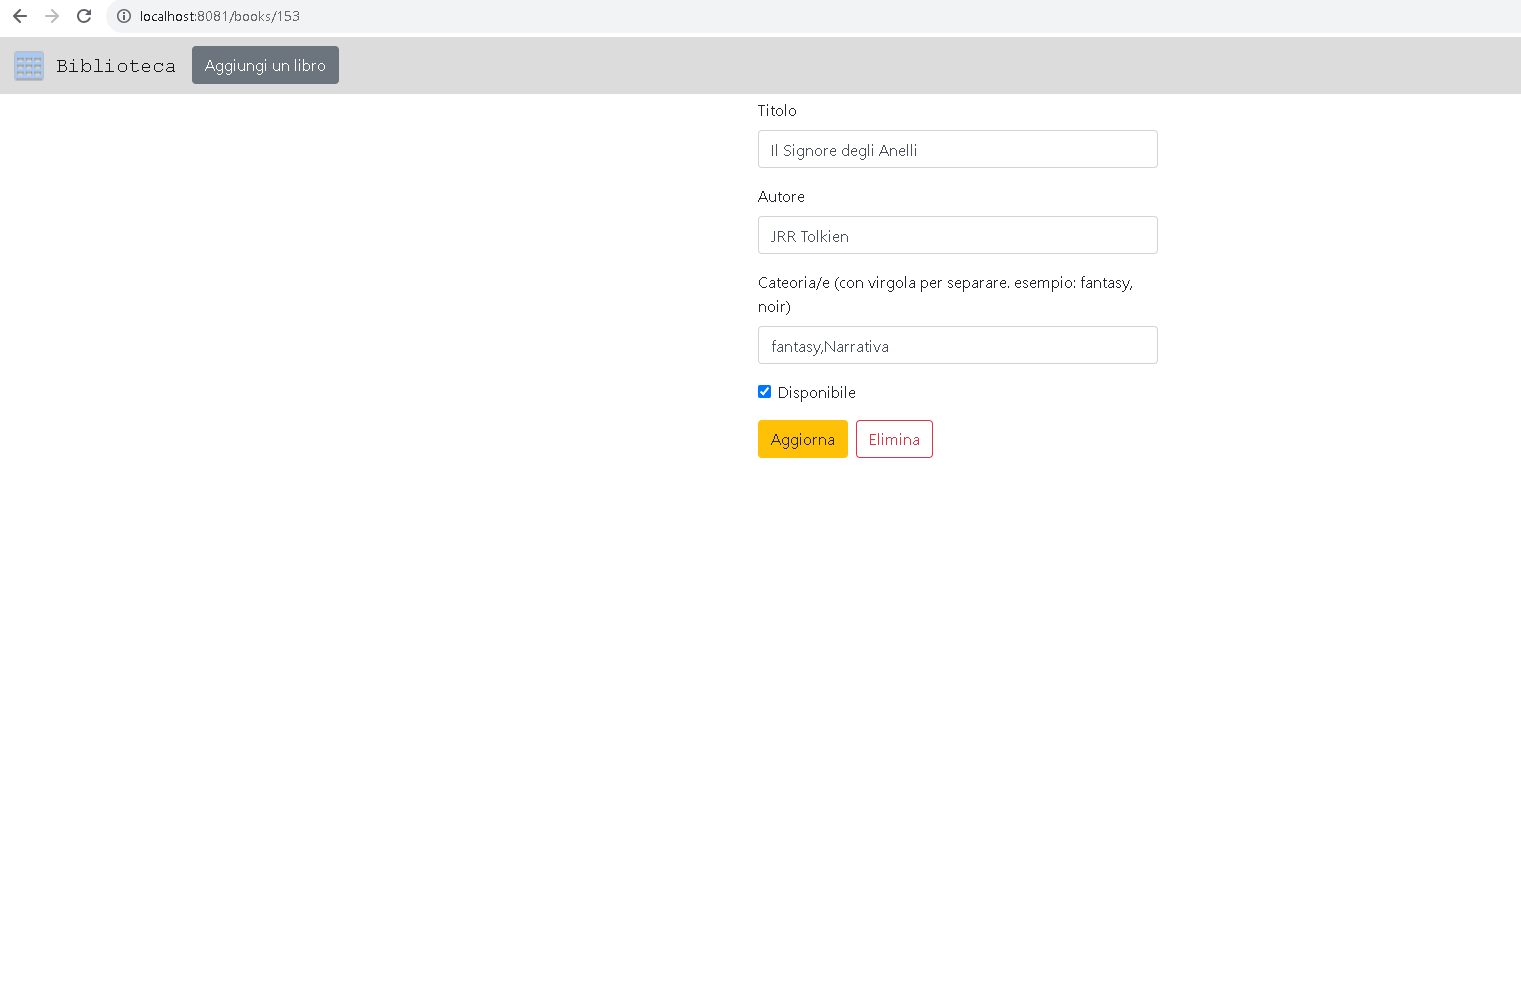 localhost:8081/books/153
Biblioteca Aggiungi un libro
Titolo
Il Signore degli Anelli
Autore
JRR Tolkien
Cateoria/e (con virgola per separare. esempio: fantasy,
noir)
fantasy,Narrativa
Disponibile
Aggiorna Elimina